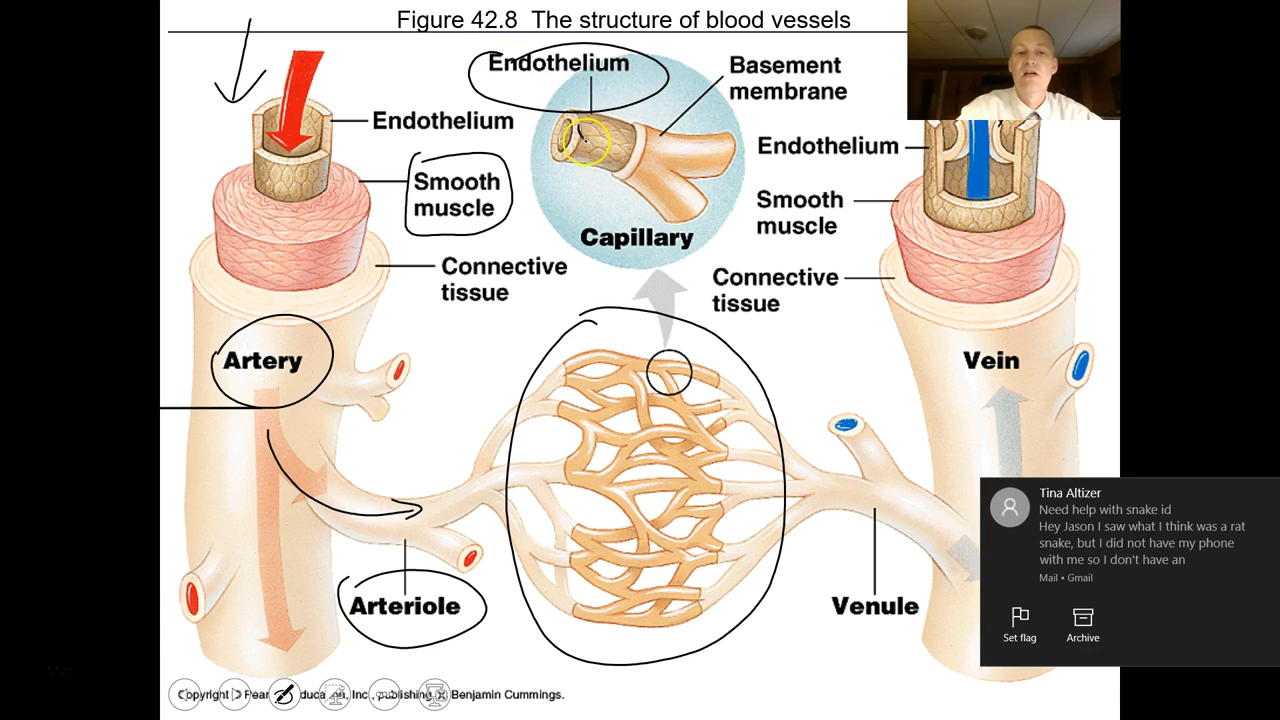 Figure 42.8 The structure of blood vessels
Endothelium
Basement
membrane
Endothelium
Endothelium
Smooth
muscle
Smooth
muscle
Capillary
Connective
tissue
Connective
tissue
Artery
Vein
Arteriole
Venule
Tina Altizer
Need help with snake id
Hey Jason I saw what I think was a rat
snake, but I did not have my phone
with me so I don't have an
Mail • Gmail
Set flag
Archive
Copyright Inc., publishing Benjamin Cummings.